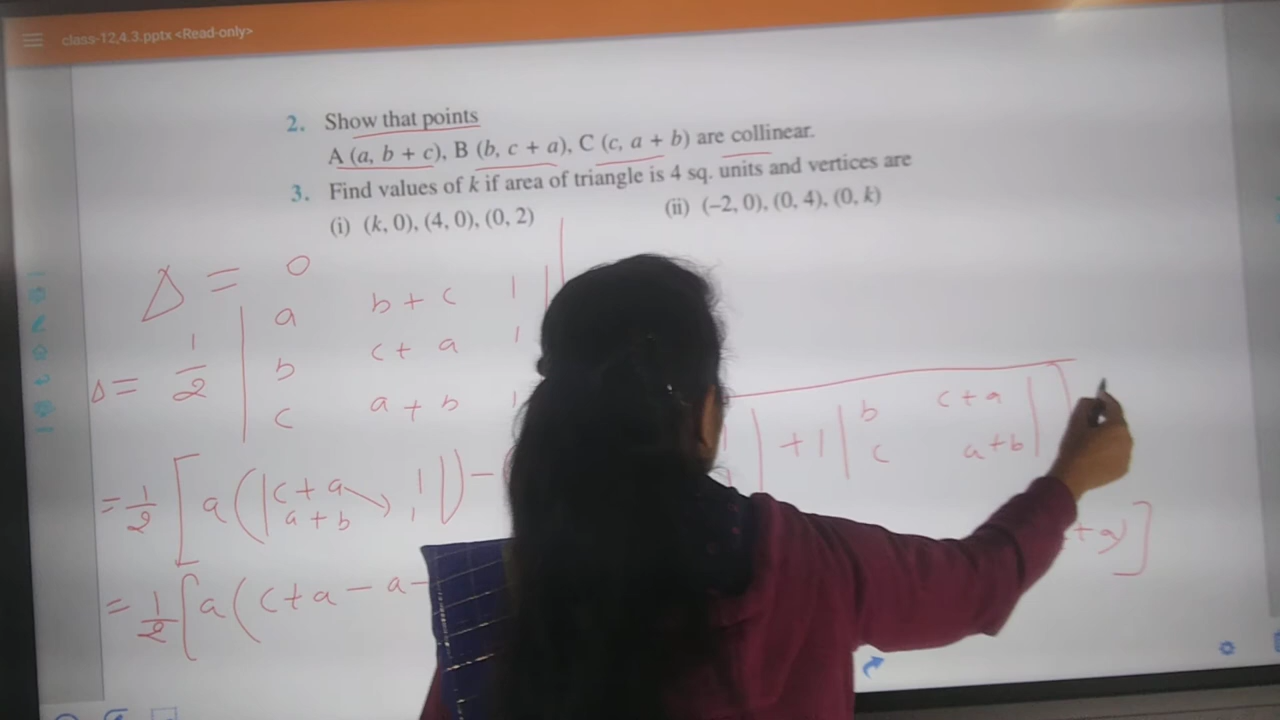 class-12,4.3.pptx <Read-only>
2. Show that points
A (a, b + c), B (b, c + a), C (c, a + b) are collinear.
3. Find values of k if area of triangle is 4 sq. units and vertices are
(i) (k, 0), (4, 0), (0, 2) (ii) (–2, 0), (0, 4), (0, k)
Δ = 0
a b + c 1
Δ = 1/2 | b c + a 1
c a + b 1
= 1/2 [ a ( | c + a 1 | ) – | + 1 | b c + a |
a + b 1 c a + b
= 1/2 [ a ( c + a – a – + a ) ]